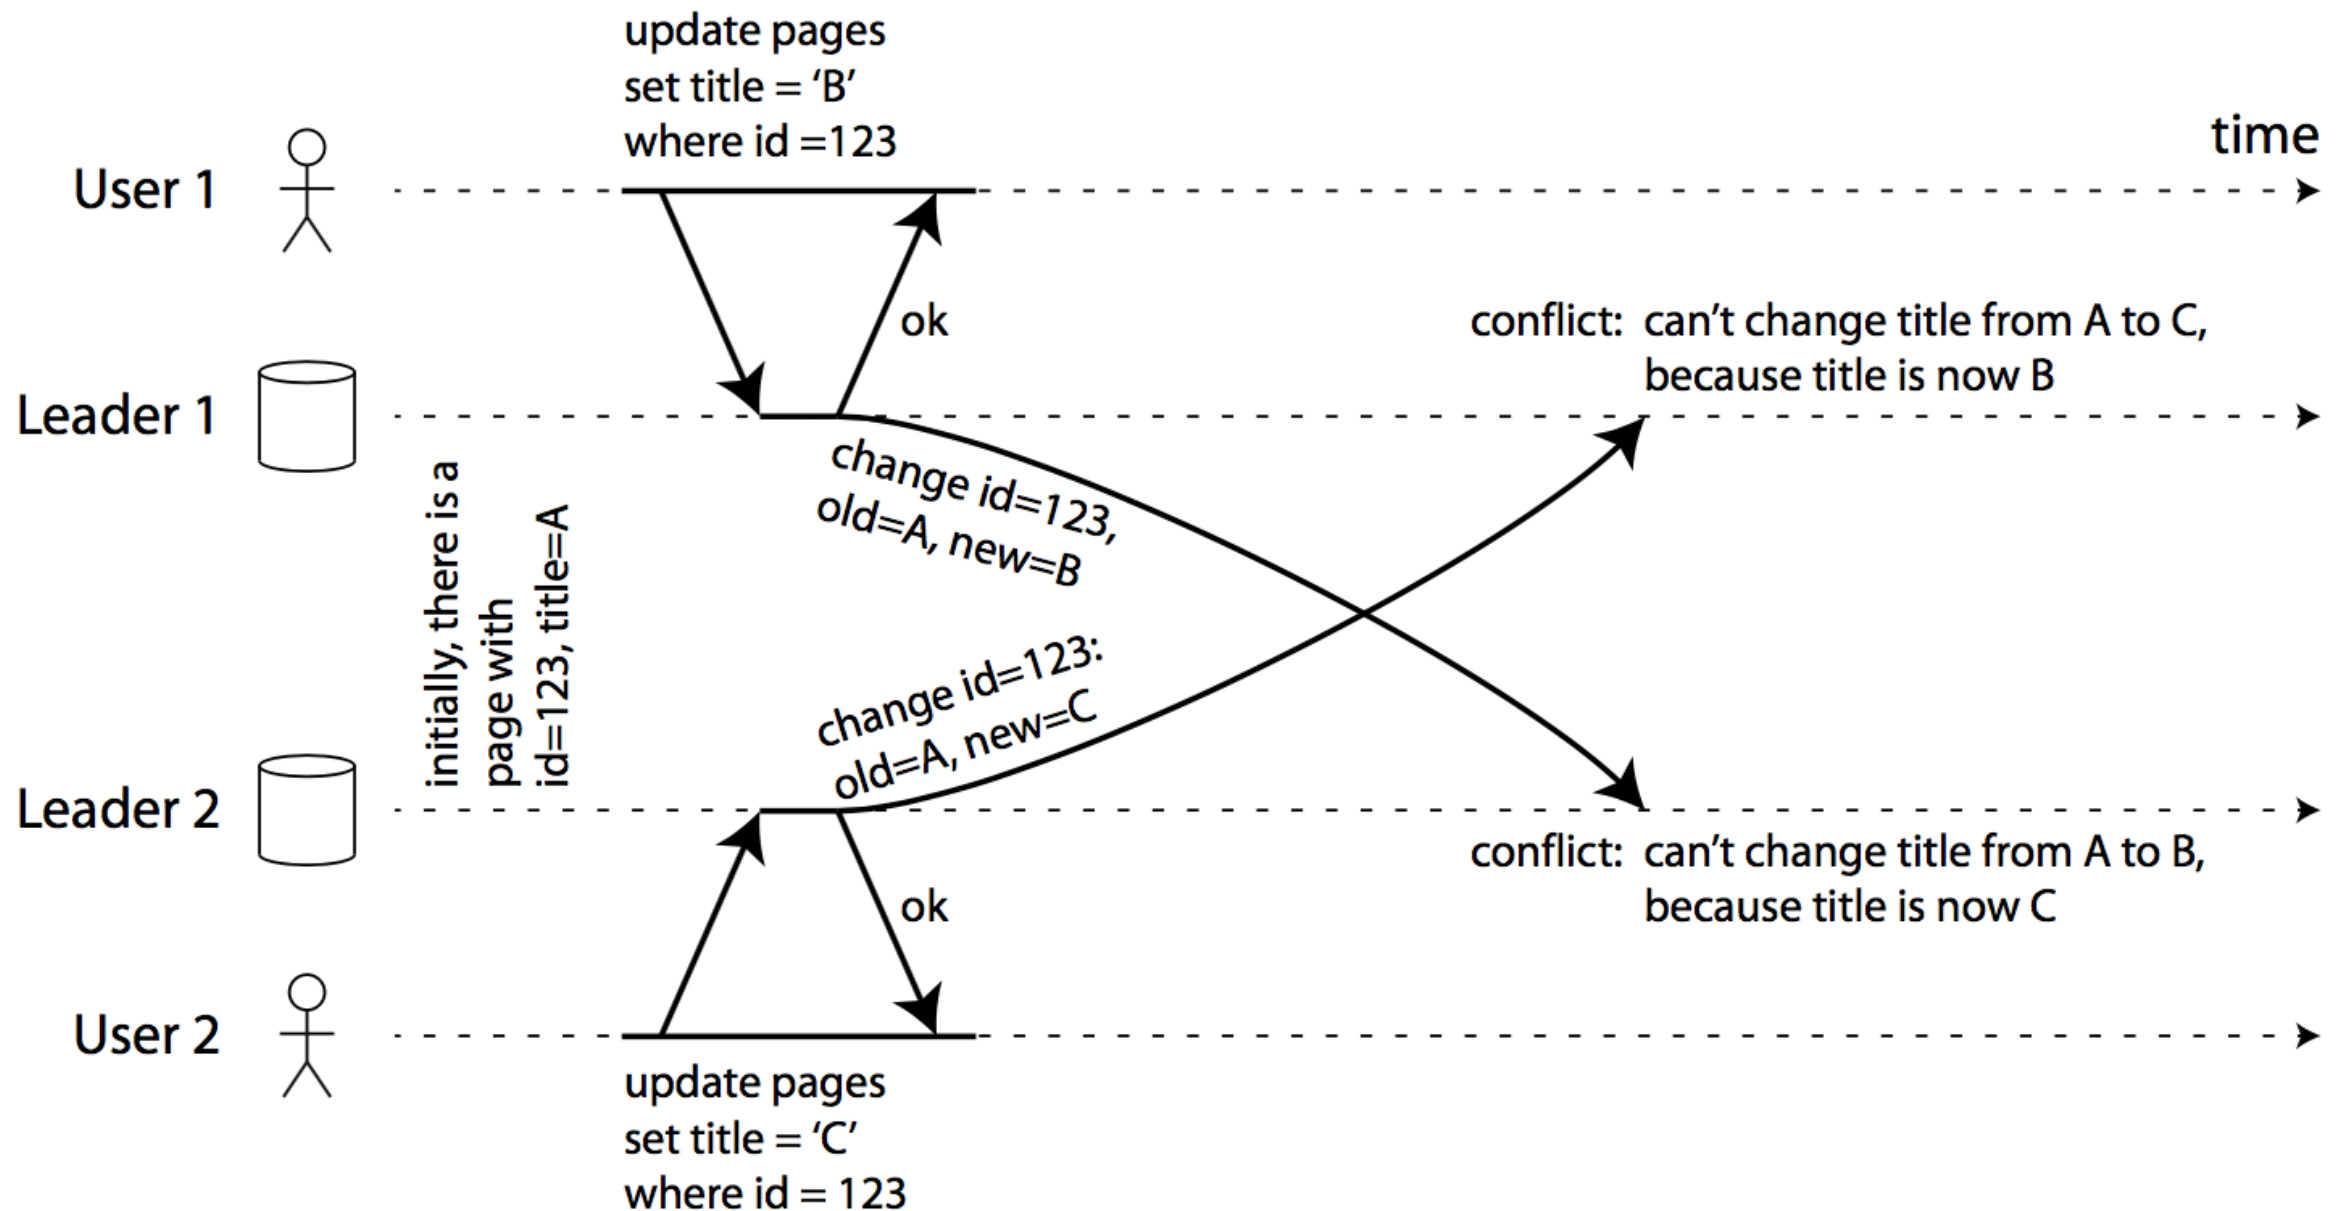 update pages
set title = ‘B’
where id =123
time
User 1
ok
conflict: can’t change title from A to C,
because title is now B
Leader 1
change id=123,
old=A, new=B
initially, there is a
page with
id=123, title=A
change id=123:
old=A, new=C
Leader 2
conflict: can’t change title from A to B,
because title is now C
ok
User 2
update pages
set title = ‘C’
where id = 123